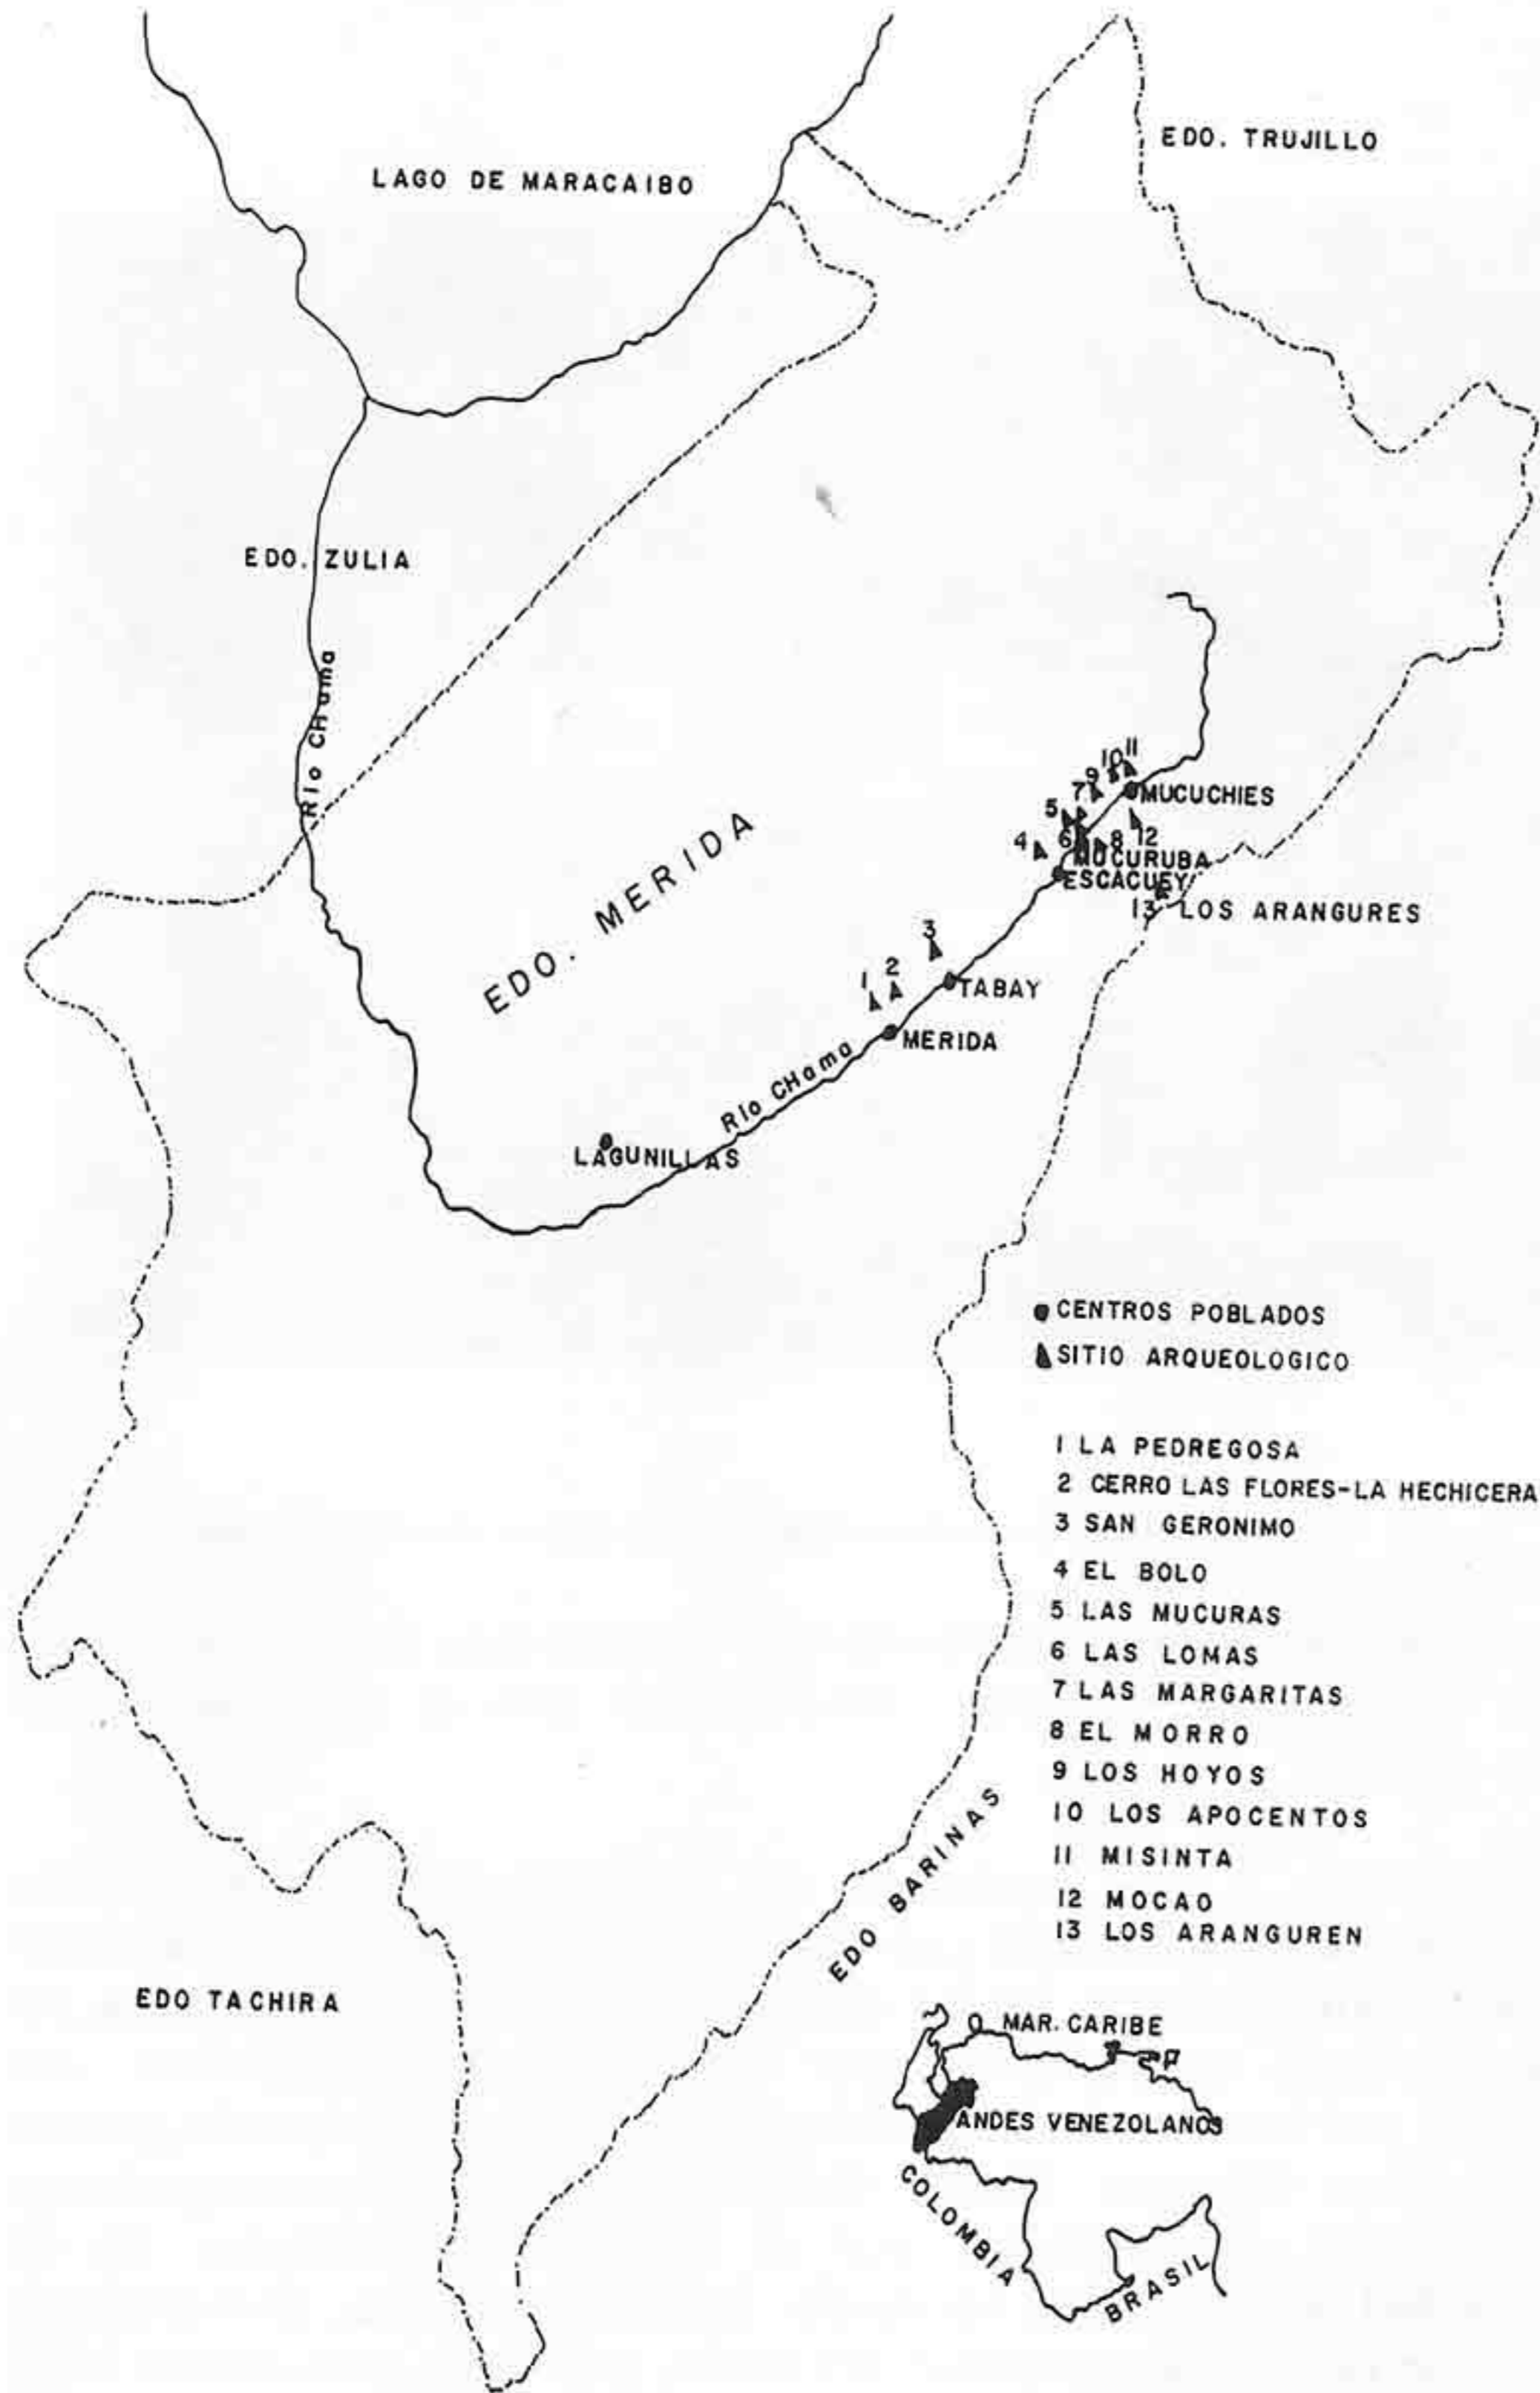 EDO. TRUJILLO
LAGO DE MARACAIBO
EDO. ZULIA
Río CHama
EDO. MERIDA
11
10
9
7
5
MUCUCHIES
4
6
8
12
MUCURUBA
ESCAGUEY
13 LOS ARANGURES
3
2
1
TABAY
MERIDA
Río CHama
LAGUNILLAS
CENTROS POBLADOS
SITIO ARQUEOLOGICO
1 LA PEDREGOSA
2 CERRO LAS FLORES-LA HECHICERA
3 SAN GERONIMO
4 EL BOLO
5 LAS MUCURAS
6 LAS LOMAS
7 LAS MARGARITAS
8 EL MORRO
9 LOS HOYOS
10 LOS APOCENTOS
11 MISINTA
12 MOCAO
13 LOS ARANGUREN
EDO BARINAS
EDO TACHIRA
MAR. CARIBE
ANDES VENEZOLANOS
COLOMBIA
BRASIL